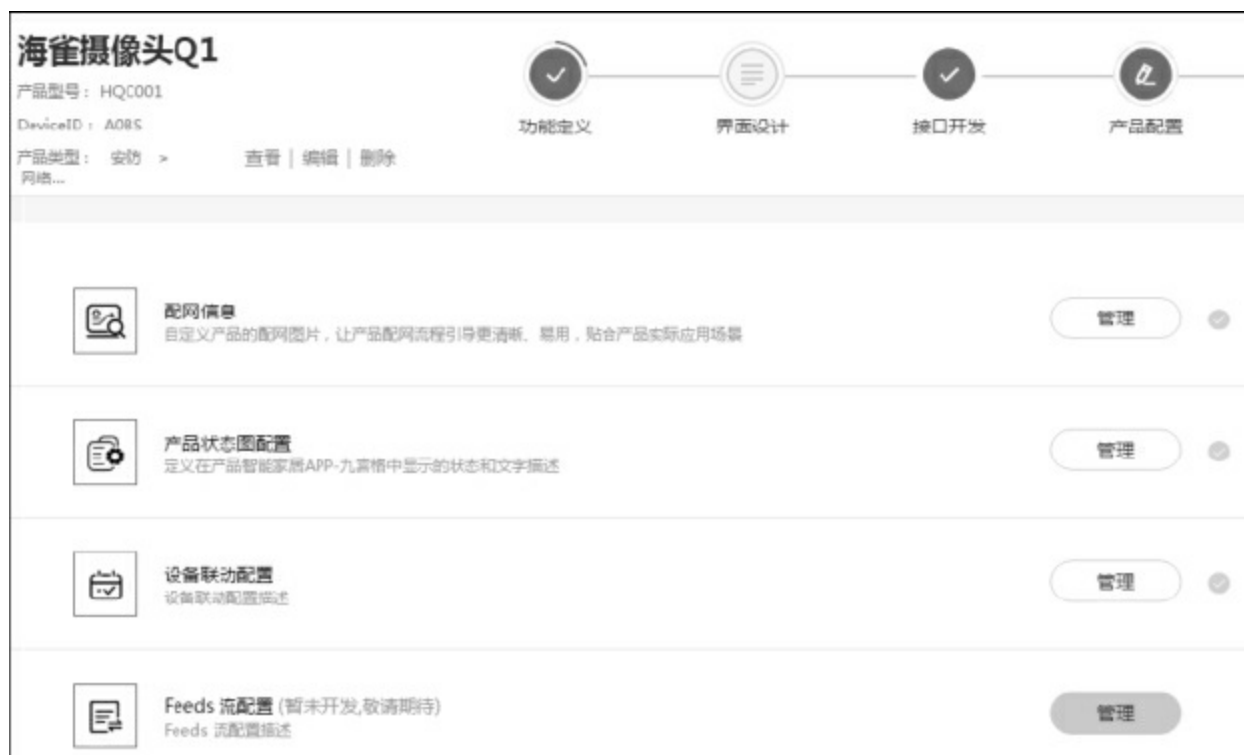 海雀摄像头Q1
产品型号：HQC001
DeviceID：A08S
产品类型： 安防 >
网络...
查看 | 编辑 | 删除
功能定义
界面设计
接口开发
产品配置
配网信息
自定义产品的配网图片，让产品配网流程引导更清晰、易用，贴合产品实际应用场景
管理
产品状态图配置
定义在产品智能家居APP-九宫格中显示的状态和文字描述
管理
设备联动配置
设备联动配置描述
管理
Feeds 流配置 (暂未开发,敬请期待)
Feeds 流配置描述
管理